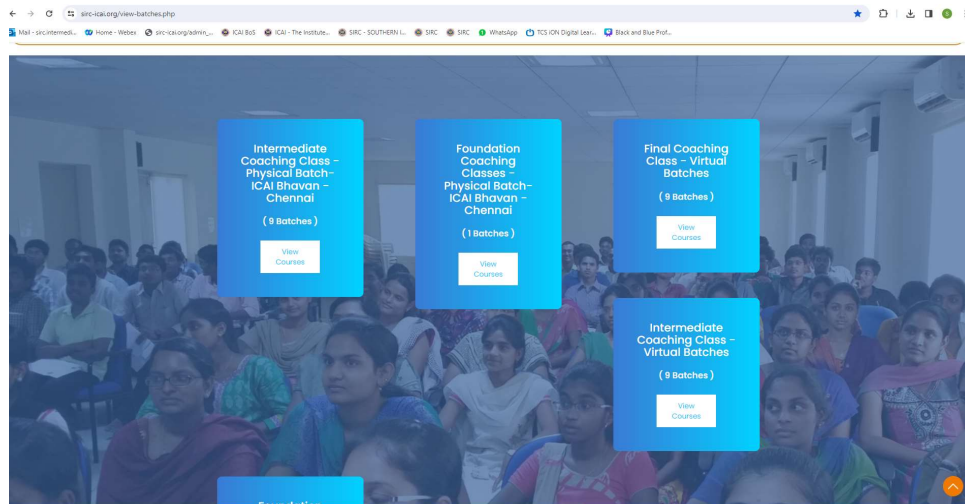 sirc-icai.org/view-batches.php
Mail - sirc.intermedi...
Home - Webex
sirc-icai.org/admin_...
ICAI BoS
ICAI - The Institute...
SIRC - SOUTHERN I...
SIRC
SIRC
WhatsApp
TCS iON Digital Lear...
Black and Blue Prof...
S
Intermediate
Coaching Class -
Physical Batch-
ICAI Bhavan -
Chennai
( 9 Batches )
View
Courses
Foundation
Coaching
Classes -
Physical Batch-
ICAI Bhavan -
Chennai
( 1 Batches )
View
Courses
Final Coaching
Class - Virtual
Batches
( 9 Batches )
View
Courses
Intermediate
Coaching Class -
Virtual Batches
( 9 Batches )
View
Courses
Foundation